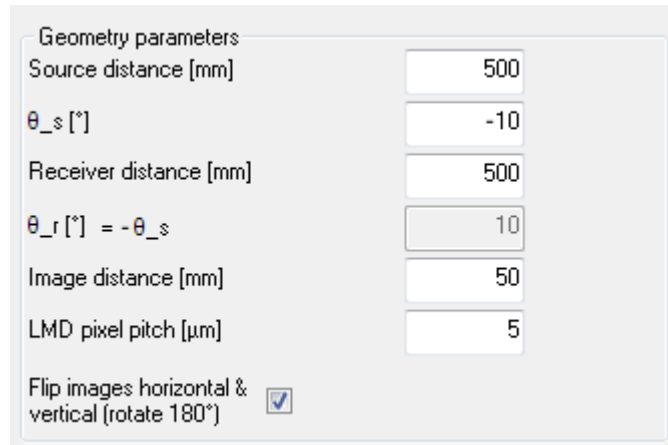 Geometry parameters
Source distance [mm] 500
θ_s [°] -10
Receiver distance [mm] 500
θ_r [°] = -θ_s 10
Image distance [mm] 50
LMD pixel pitch [µm] 5
Flip images horizontal &
vertical (rotate 180°)